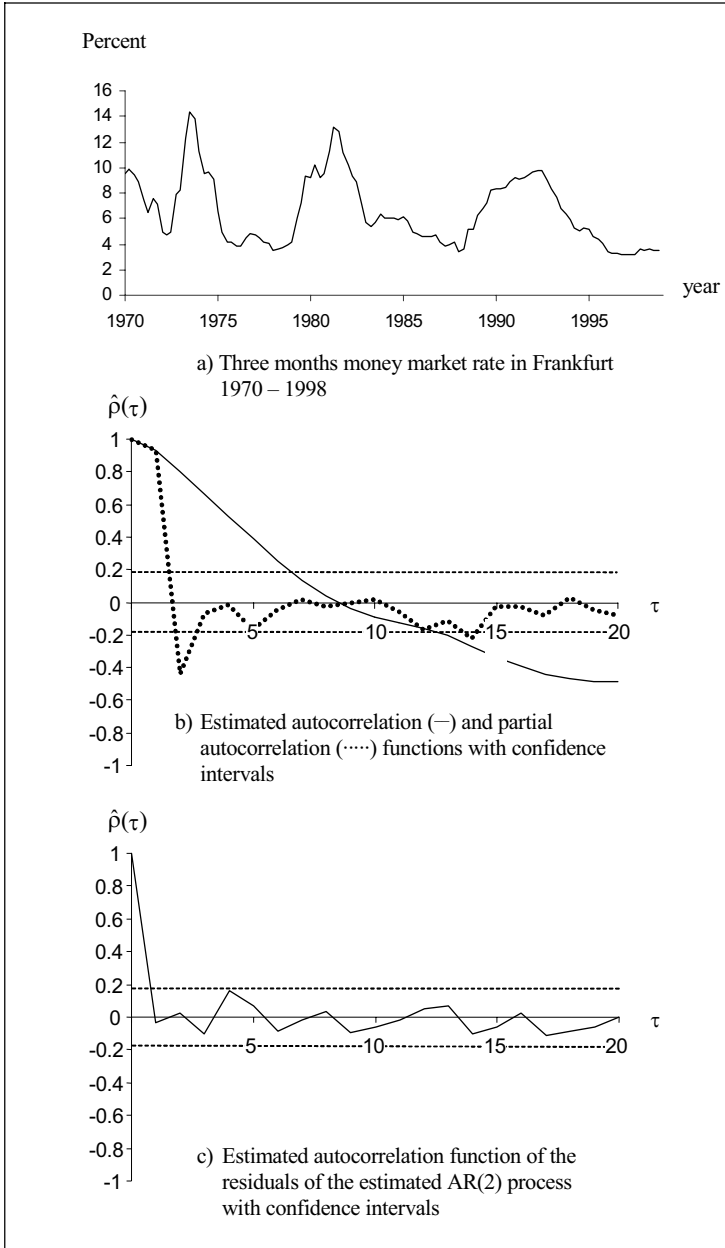 Percent
16
14
12
10
8
6
4
2
0
1970 1975 1980 1985 1990 1995
year
a) Three months money market rate in Frankfurt
1970 – 1998
ρ̂(τ)
1
0.8
0.6
0.4
0.2
0
-0.2
-0.4
-0.6
-0.8
-1
5 10 15 20
τ
b) Estimated autocorrelation (—) and partial
autocorrelation (·····) functions with confidence
intervals
ρ̂(τ)
1
0.8
0.6
0.4
0.2
0
-0.2
-0.4
-0.6
-0.8
-1
5 10 15 20
τ
c) Estimated autocorrelation function of the
residuals of the estimated AR(2) process
with confidence intervals